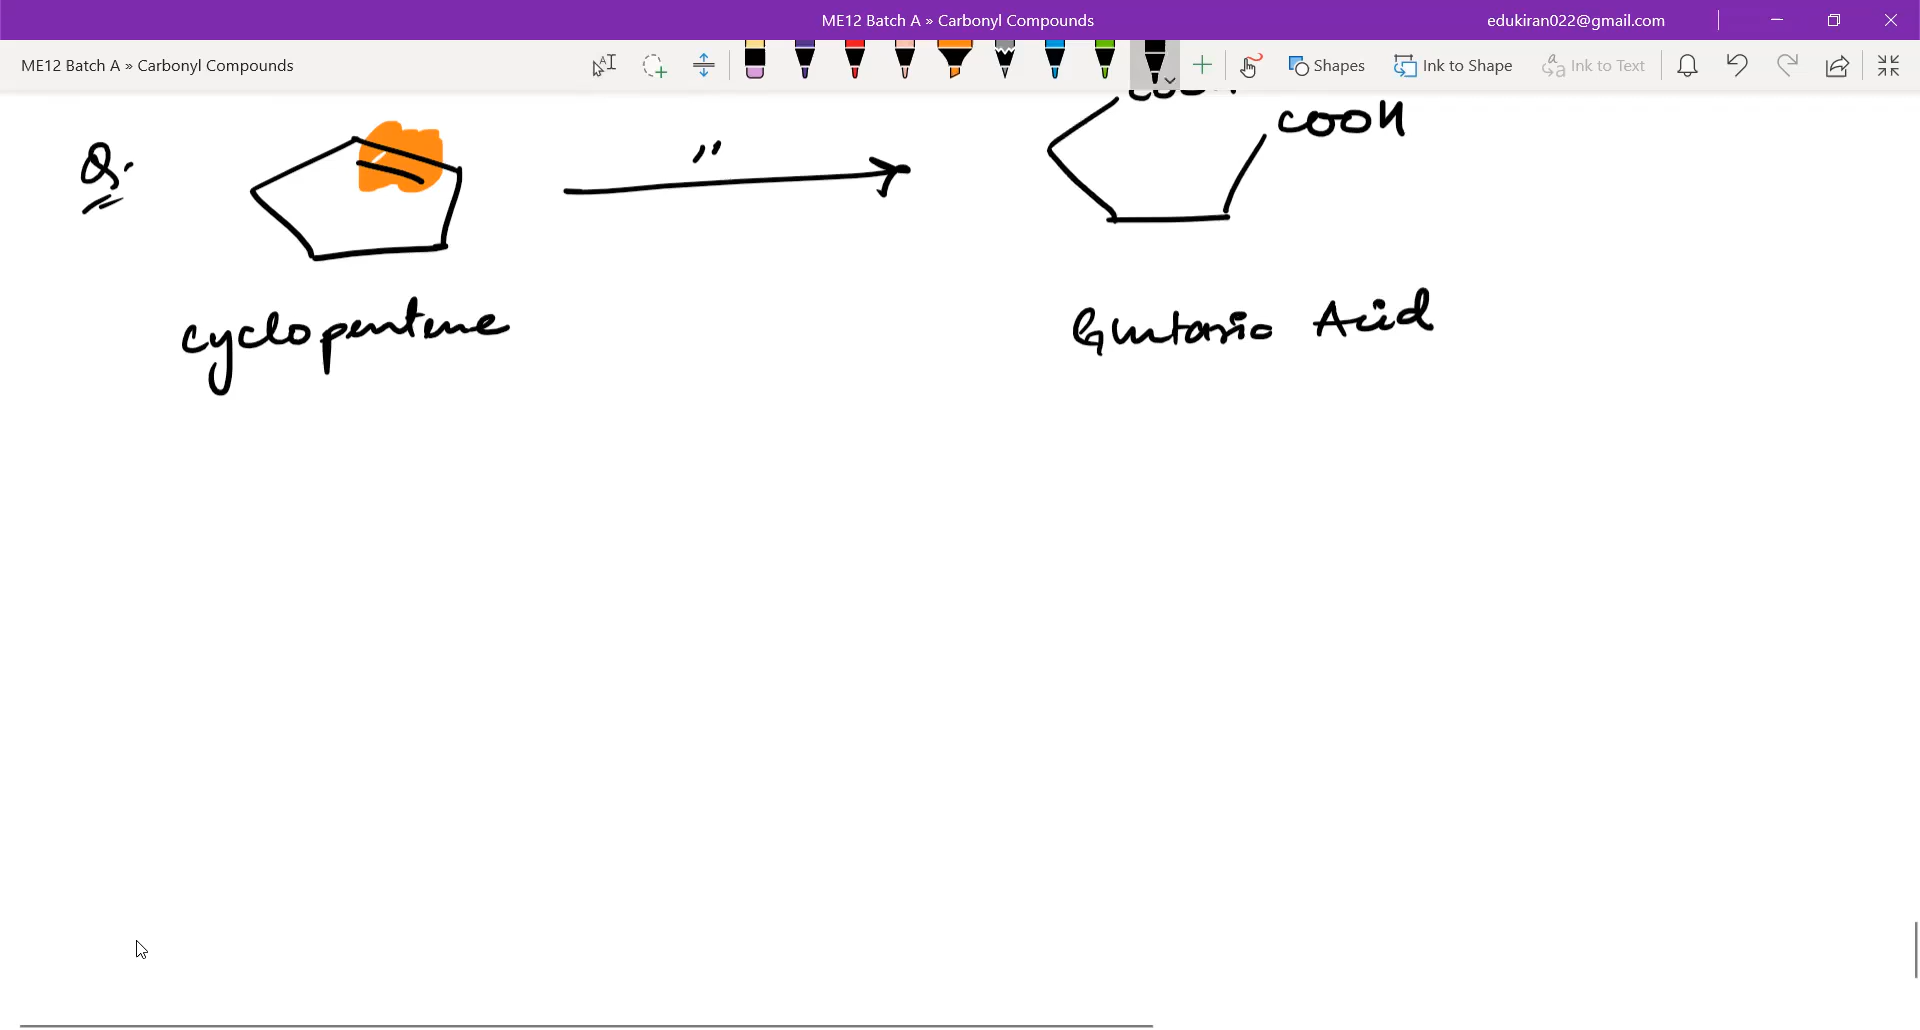 ME12 Batch A » Carbonyl Compounds
edukiran022@gmail.com
ME12 Batch A » Carbonyl Compounds
Shapes
Ink to Shape
Ink to Text
COOH
Q.
"
COOH
cyclopentene
Glutaric Acid